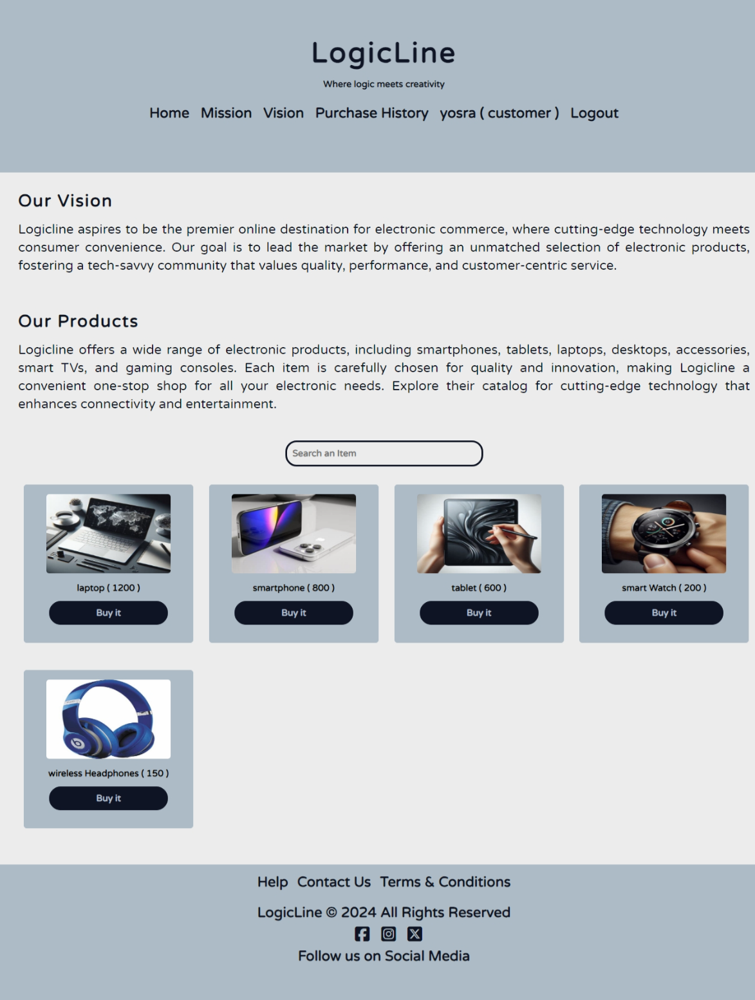 LogicLine
Where logic meets creativity
Home Mission Vision Purchase History yosra ( customer ) Logout
Our Vision
Logicline aspires to be the premier online destination for electronic commerce, where cutting-edge technology meets
consumer convenience. Our goal is to lead the market by offering an unmatched selection of electronic products,
fostering a tech-savvy community that values quality, performance, and customer-centric service.
Our Products
Logicline offers a wide range of electronic products, including smartphones, tablets, laptops, desktops, accessories,
smart TVs, and gaming consoles. Each item is carefully chosen for quality and innovation, making Logicline a
convenient one-stop shop for all your electronic needs. Explore their catalog for cutting-edge technology that
enhances connectivity and entertainment.
Search an Item
laptop ( 1200 )
Buy it
smartphone ( 800 )
Buy it
tablet ( 600 )
Buy it
smart Watch ( 200 )
Buy it
wireless Headphones ( 150 )
Buy it
Help Contact Us Terms & Conditions
LogicLine © 2024 All Rights Reserved
Follow us on Social Media